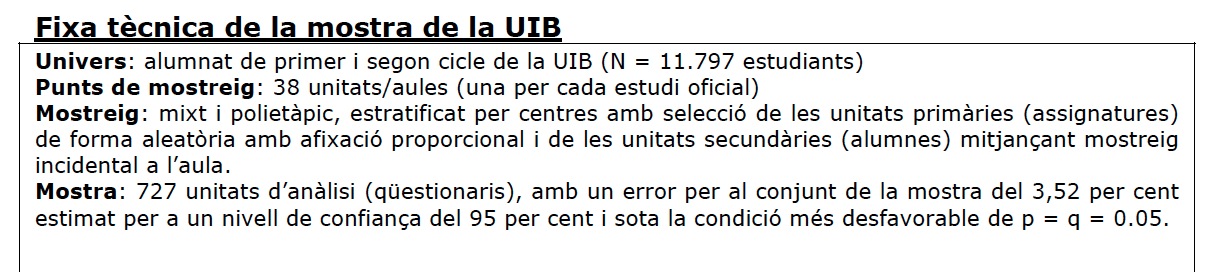 Fixa tècnica de la mostra de la UIB
Univers: alumnat de primer i segon cicle de la UIB (N = 11.797 estudiants)
Punts de mostreig: 38 unitats/aules (una per cada estudi oficial)
Mostreig: mixt i polietàpic, estratificat per centres amb selecció de les unitats primàries (assignatures)
de forma aleatòria amb afixació proporcional i de les unitats secundàries (alumnes) mitjançant mostreig
incidental a l’aula.
Mostra: 727 unitats d’anàlisi (qüestionaris), amb un error per al conjunt de la mostra del 3,52 per cent
estimat per a un nivell de confiança del 95 per cent i sota la condició més desfavorable de p = q = 0.05.